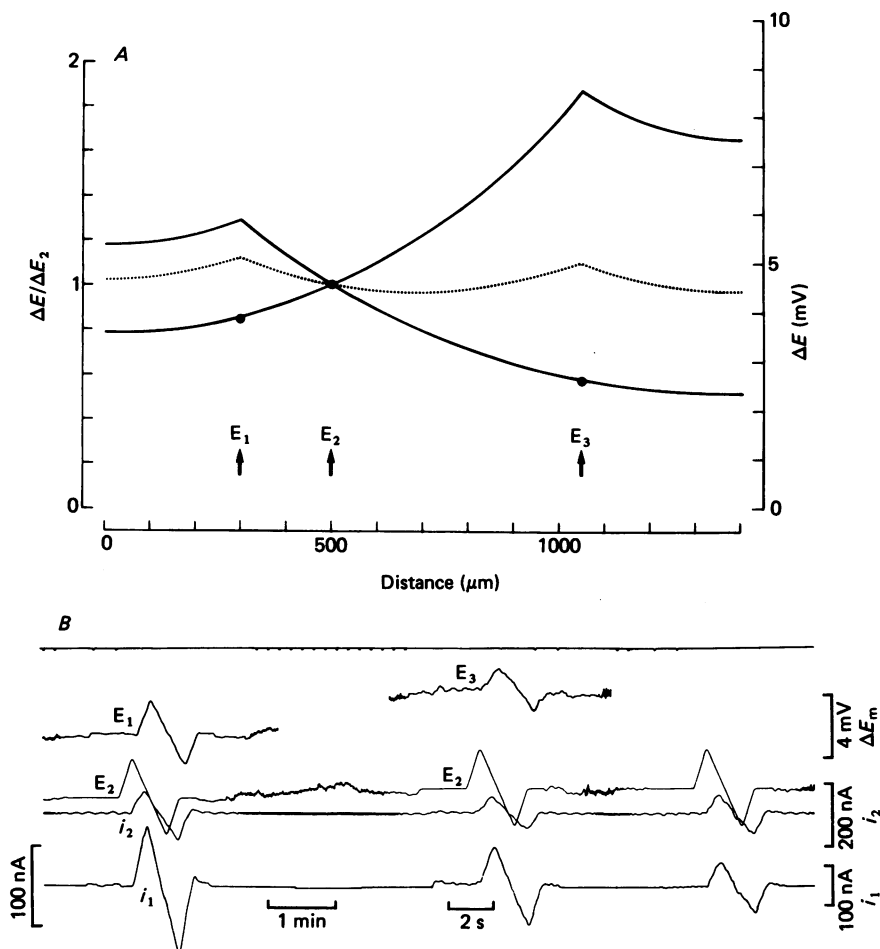 A
2
1
0
ΔE/ΔE₂
10
5
0
ΔE (mV)
E₁
E₂
E₃
0
500
1000
Distance (μm)
B
E₃
E₁
4 mV
ΔEₘ
E₂
E₂
i₂
200 nA
i₂
100 nA
i₁
1 min
2 s
100 nA
i₁